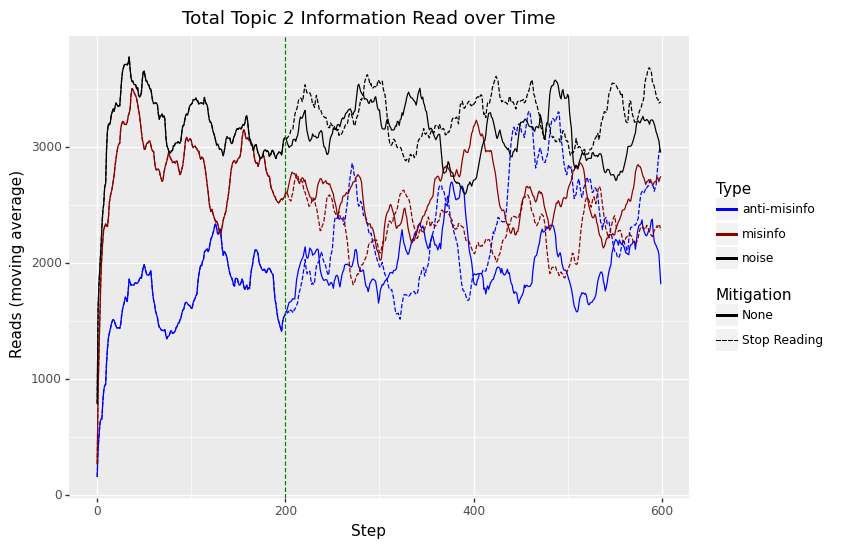 Total Topic 2 Information Read over Time
Reads (moving average)
3000
2000
1000
0
0
200
400
600
Step
Type
anti-misinfo
misinfo
noise
Mitigation
None
Stop Reading